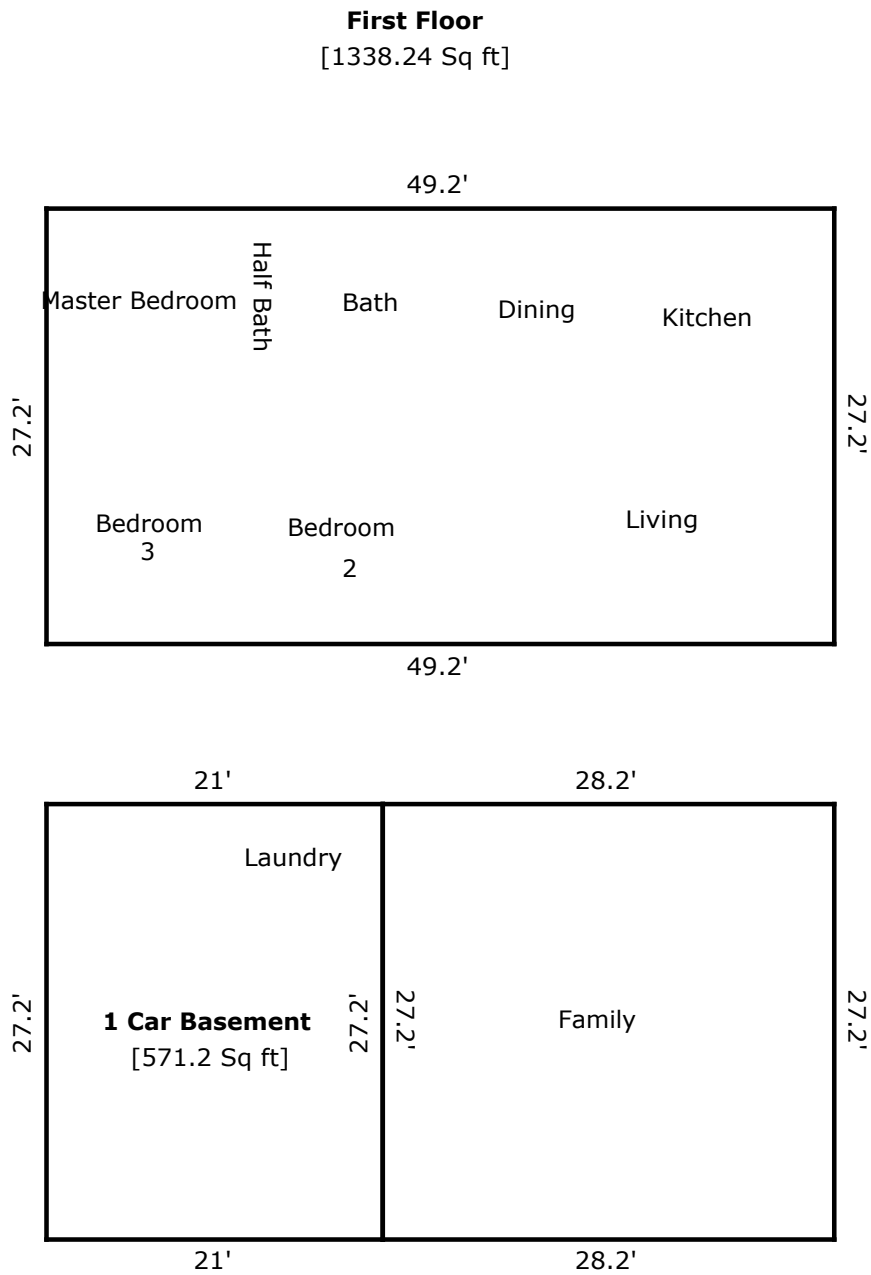 First Floor
[1338.24 Sq ft]
49.2'
Half Bath
Master Bedroom
Bath
Dining
Kitchen
27.2'
27.2'
Bedroom
3
Bedroom
2
Living
49.2'
21'
28.2'
Laundry
27.2'
1 Car Basement
[571.2 Sq ft]
27.2'
27.2'
Family
27.2'
21'
28.2'